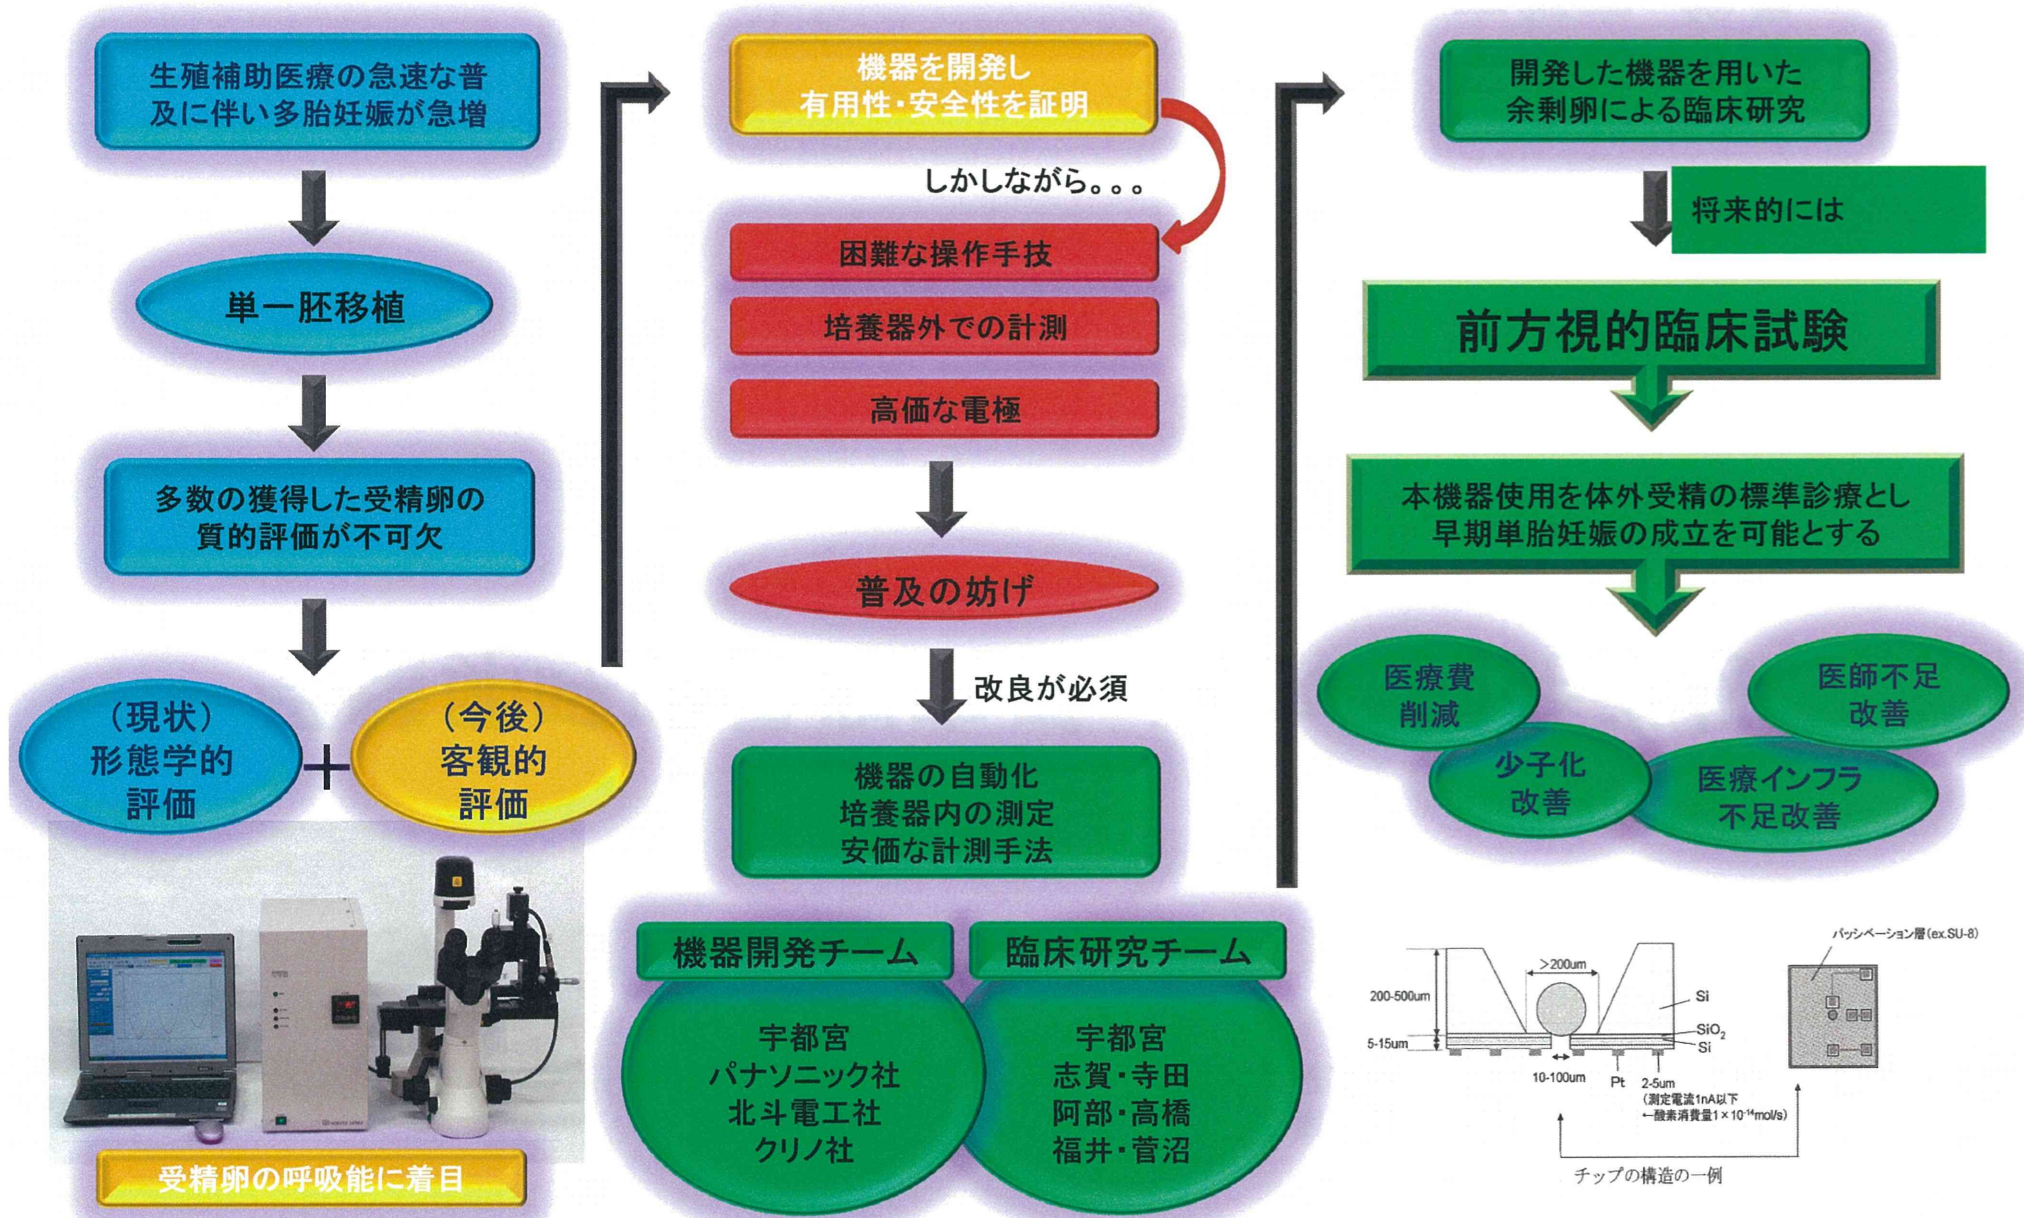 生殖補助医療の急速な普
及に伴い多胎妊娠が急増
単一胚移植
多数の獲得した受精卵の
質的評価が不可欠
（現状）
形態学的
評価
＋
（今後）
客観的
評価
受精卵の呼吸能に着目
機器を開発し
有用性・安全性を証明
しかしながら。。。
困難な操作手技
培養器外での計測
高価な電極
普及の妨げ
改良が必須
機器の自動化
培養器内の測定
安価な計測手法
機器開発チーム
宇都宮
パナソニック社
北斗電工社
クリノ社
臨床研究チーム
宇都宮
志賀・寺田
阿部・高橋
福井・菅沼
開発した機器を用いた
余剰卵による臨床研究
将来的には
前方視的臨床試験
本機器使用を体外受精の標準診療とし
早期単胎妊娠の成立を可能とする
医療費
削減
少子化
改善
医療インフラ
不足改善
医師不足
改善
パッシベーション層(ex.SU-8)
>200um
200-500um
Si
SiO₂
Si
5-15um
10-100um
Pt
2-5um
(測定電流1nA以下
←酸素消費量1×10⁻¹⁴mol/s)
チップの構造の一例